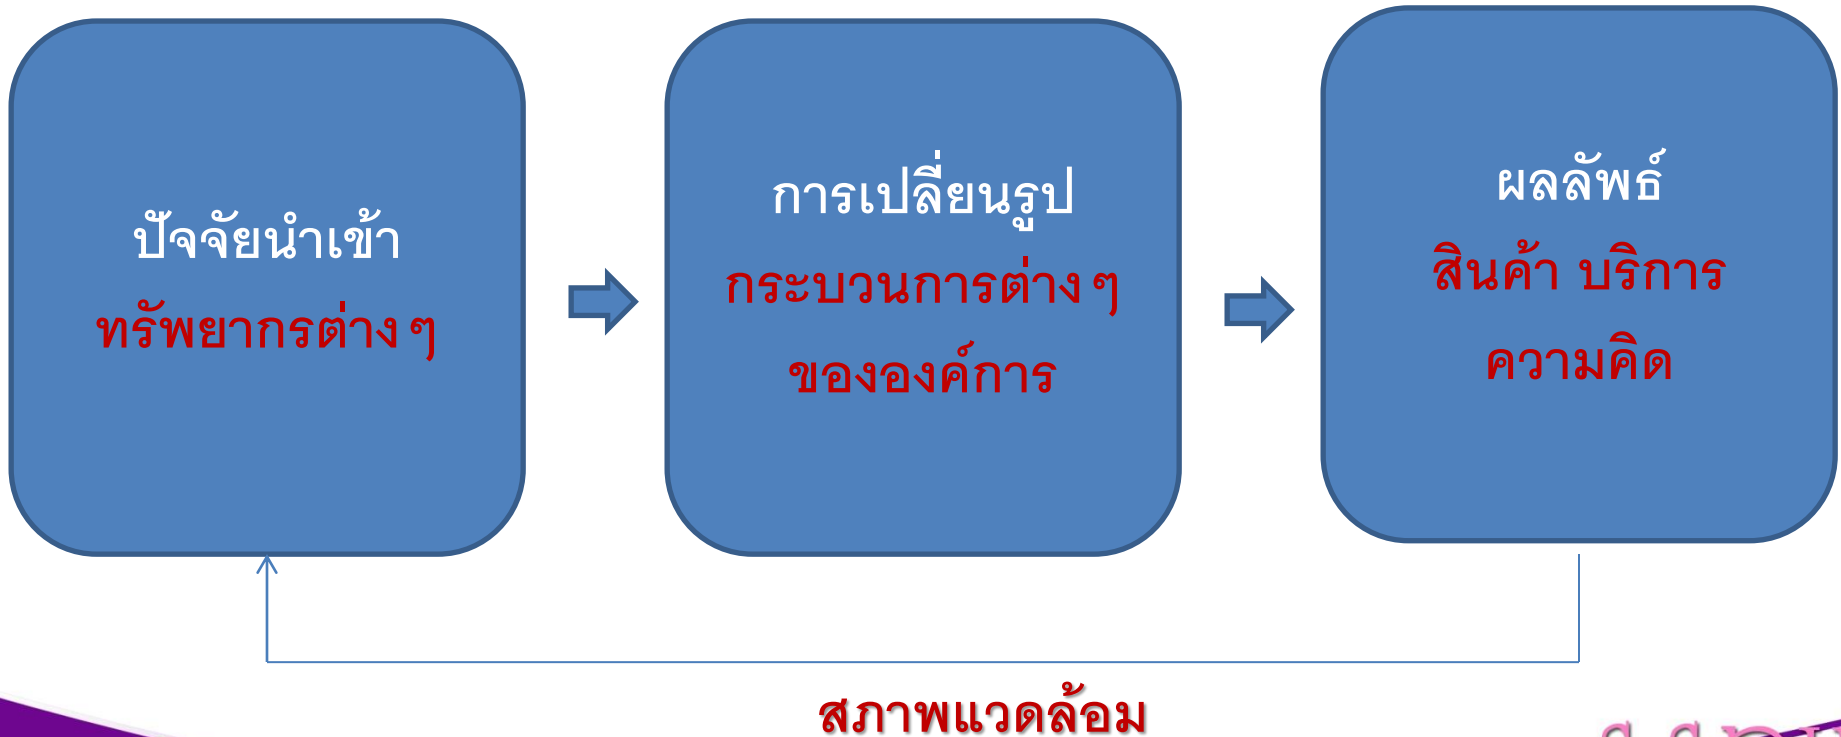 ปัจจัยนำเข้า
ทรัพยากรต่าง ๆ
การเปลี่ยนรูป
กระบวนการต่าง ๆ
ขององค์การ
ผลลัพธ์
สินค้า บริการ
ความคิด
สภาพแวดล้อม